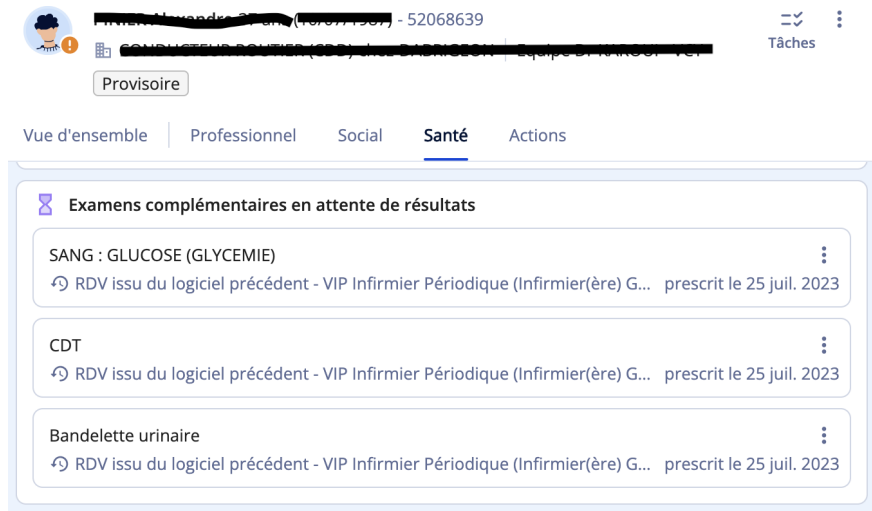 - 52068639
Tâches
Provisoire
Vue d'ensemble
Professionnel
Social
Santé
Actions
Examens complémentaires en attente de résultats
SANG : GLUCOSE (GLYCEMIE)
RDV issu du logiciel précédent - VIP Infirmier Périodique (Infirmier(ère) G... prescrit le 25 juil. 2023
CDT
RDV issu du logiciel précédent - VIP Infirmier Périodique (Infirmier(ère) G... prescrit le 25 juil. 2023
Bandelette urinaire
RDV issu du logiciel précédent - VIP Infirmier Périodique (Infirmier(ère) G... prescrit le 25 juil. 2023